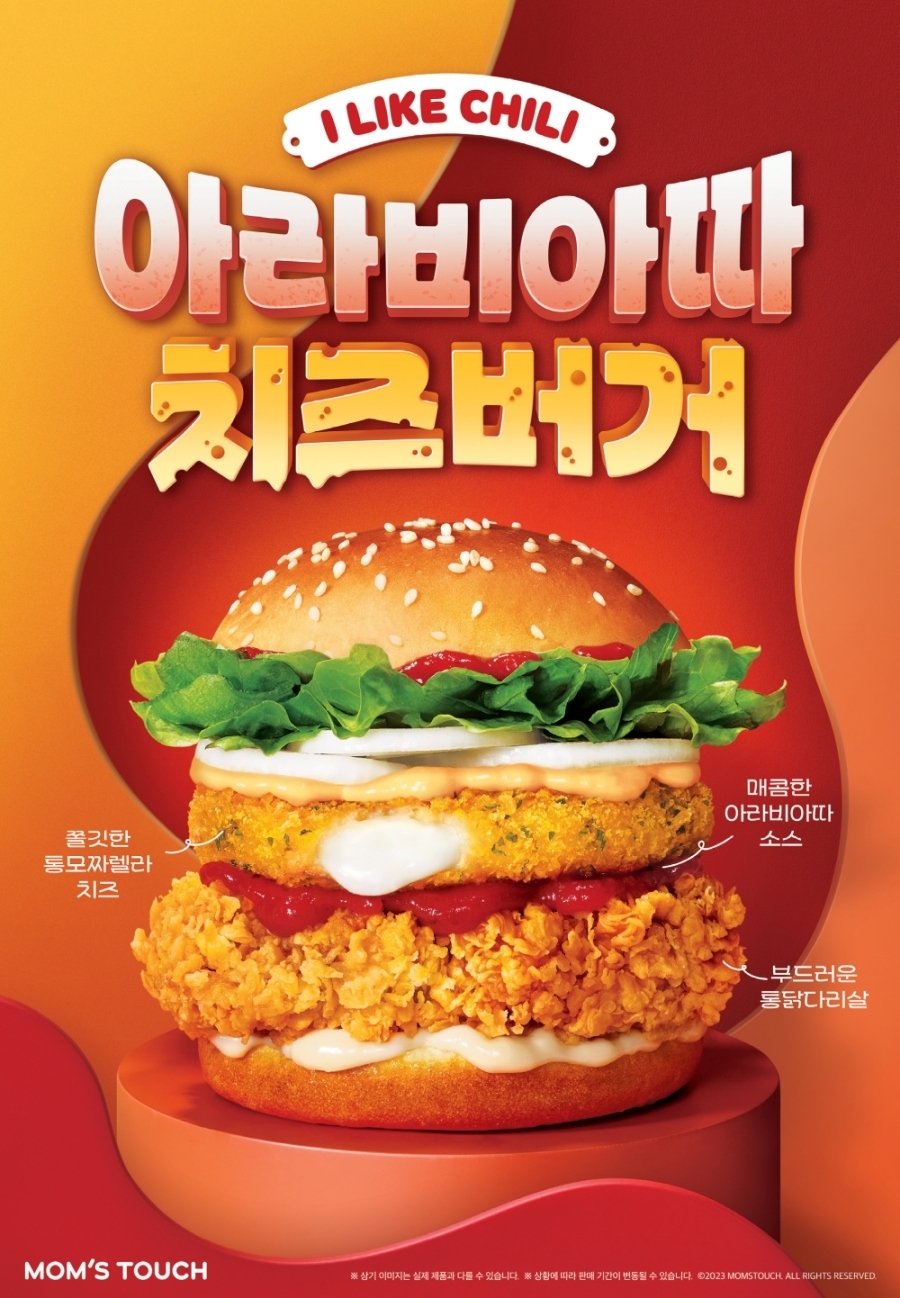 I LIKE CHILI
아라비아따
치즈버거
매콤한
아라비아따
소스
쫄깃한
통모짜렐라
치즈
부드러운
통닭다리살
MOM'S TOUCH
※ 상기 이미지는 실제 제품과 다를 수 있습니다. ※ 상황에 따라 판매 기간이 변동될 수 있습니다. ©2023 MOMSTOUCH. ALL RIGHTS RESERVED.